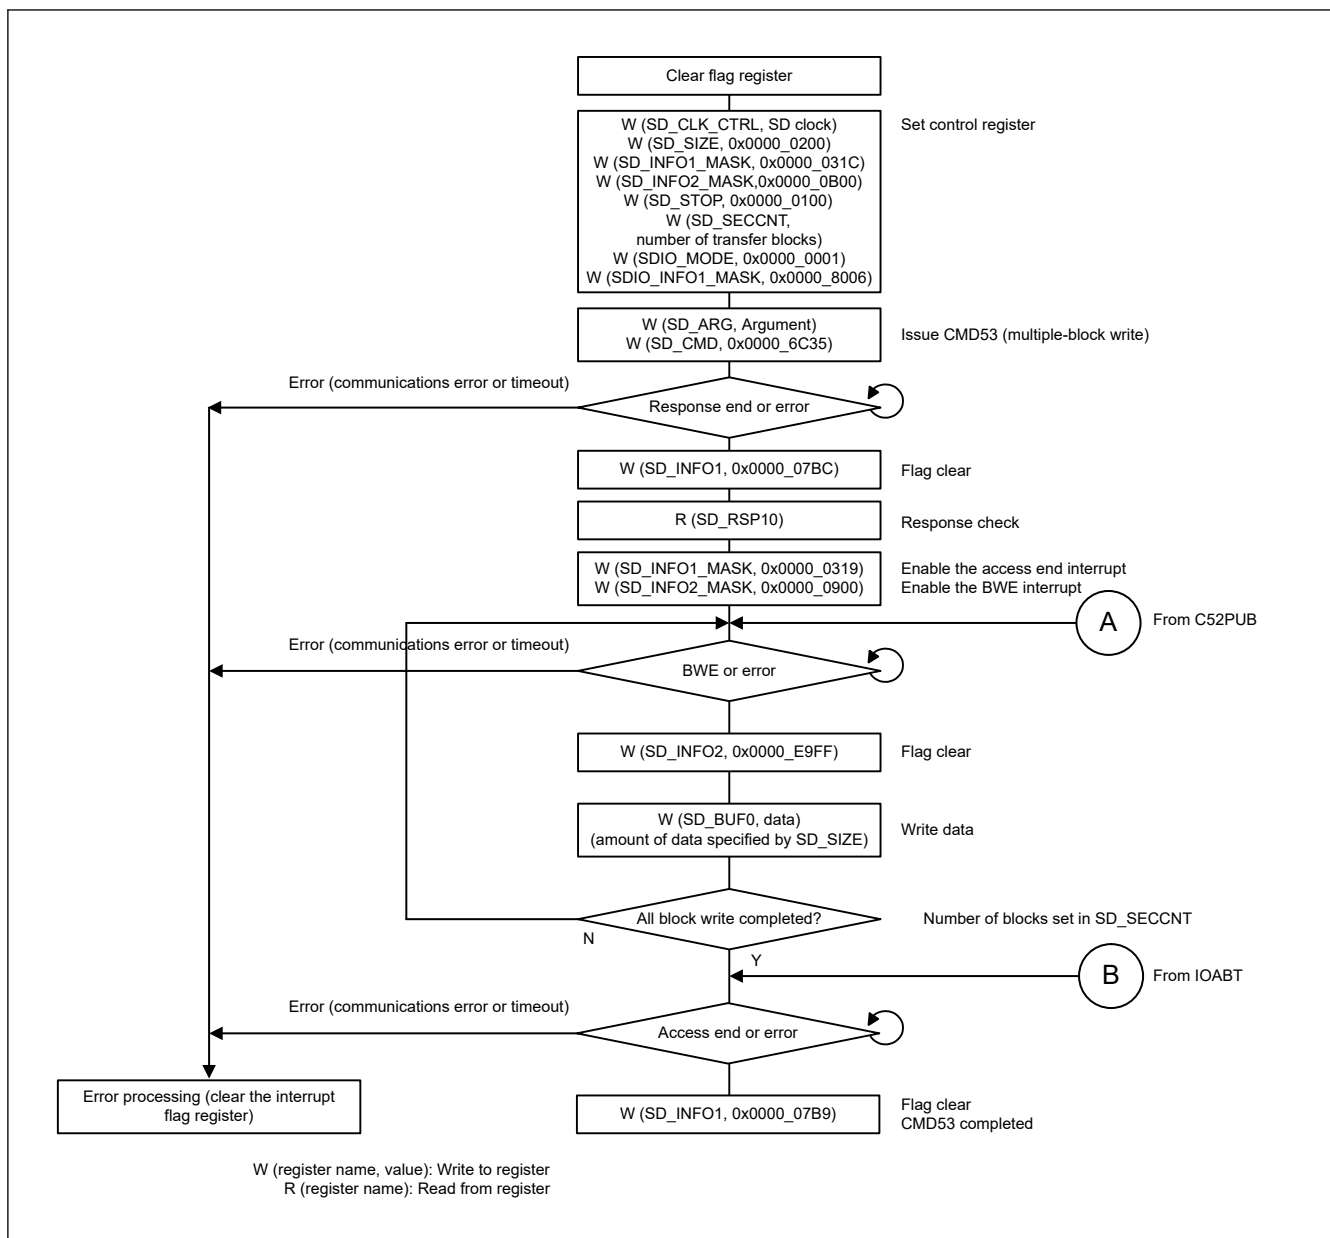 Clear flag register
W (SD_CLK_CTRL, SD clock)
W (SD_SIZE, 0x0000_0200)
W (SD_INFO1_MASK, 0x0000_031C)
W (SD_INFO2_MASK,0x0000_0B00)
W (SD_STOP, 0x0000_0100)
W (SD_SECCNT,
number of transfer blocks)
W (SDIO_MODE, 0x0000_0001)
W (SDIO_INFO1_MASK, 0x0000_8006)
Set control register
W (SD_ARG, Argument)
W (SD_CMD, 0x0000_6C35)
Issue CMD53 (multiple-block write)
Error (communications error or timeout)
Response end or error
W (SD_INFO1, 0x0000_07BC)
Flag clear
R (SD_RSP10)
Response check
W (SD_INFO1_MASK, 0x0000_0319)
W (SD_INFO2_MASK, 0x0000_0900)
Enable the access end interrupt
Enable the BWE interrupt
A
From C52PUB
Error (communications error or timeout)
BWE or error
W (SD_INFO2, 0x0000_E9FF)
Flag clear
W (SD_BUF0, data)
(amount of data specified by SD_SIZE)
Write data
All block write completed?
Number of blocks set in SD_SECCNT
N
Y
B
From IOABT
Error (communications error or timeout)
Access end or error
Error processing (clear the interrupt
flag register)
W (SD_INFO1, 0x0000_07B9)
Flag clear
CMD53 completed
W (register name, value): Write to register
R (register name): Read from register